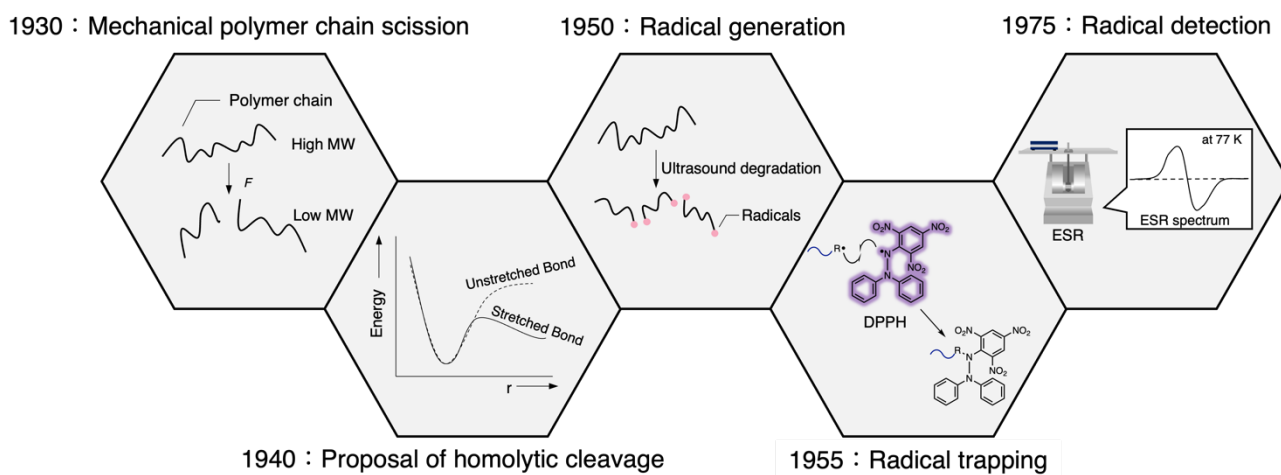 1930：Mechanical polymer chain scission
Polymer chain
High MW
F
Low MW
1940：Proposal of homolytic cleavage
Energy
Unstretched Bond
Stretched Bond
r
1950：Radical generation
Ultrasound degradation
Radicals
1955：Radical trapping
R•
NO₂
O₂N
•N
NO₂
N
DPPH
O₂N
NO₂
R
N
NO₂
N
1975：Radical detection
at 77 K
ESR spectrum
ESR